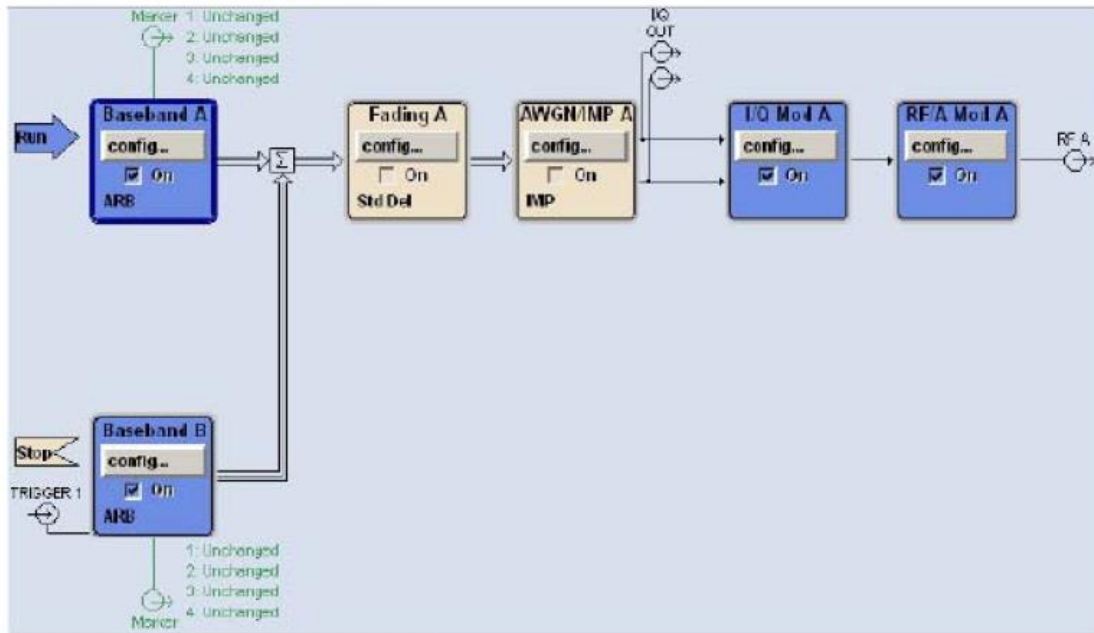 Marker 1: Unchanged
2: Unchanged
3: Unchanged
4: Unchanged
I/Q
OUT
Run
Baseband A
config...
On
ARB
Σ
Fading A
config...
On
Std Del
AWGN/IMP A
config...
On
IMP
I/Q Mod A
config...
On
RF/A Mod A
config...
On
RF A
Stop
TRIGGER 1
Baseband B
config...
On
ARB
1: Unchanged
2: Unchanged
3: Unchanged
4: Unchanged
Marker